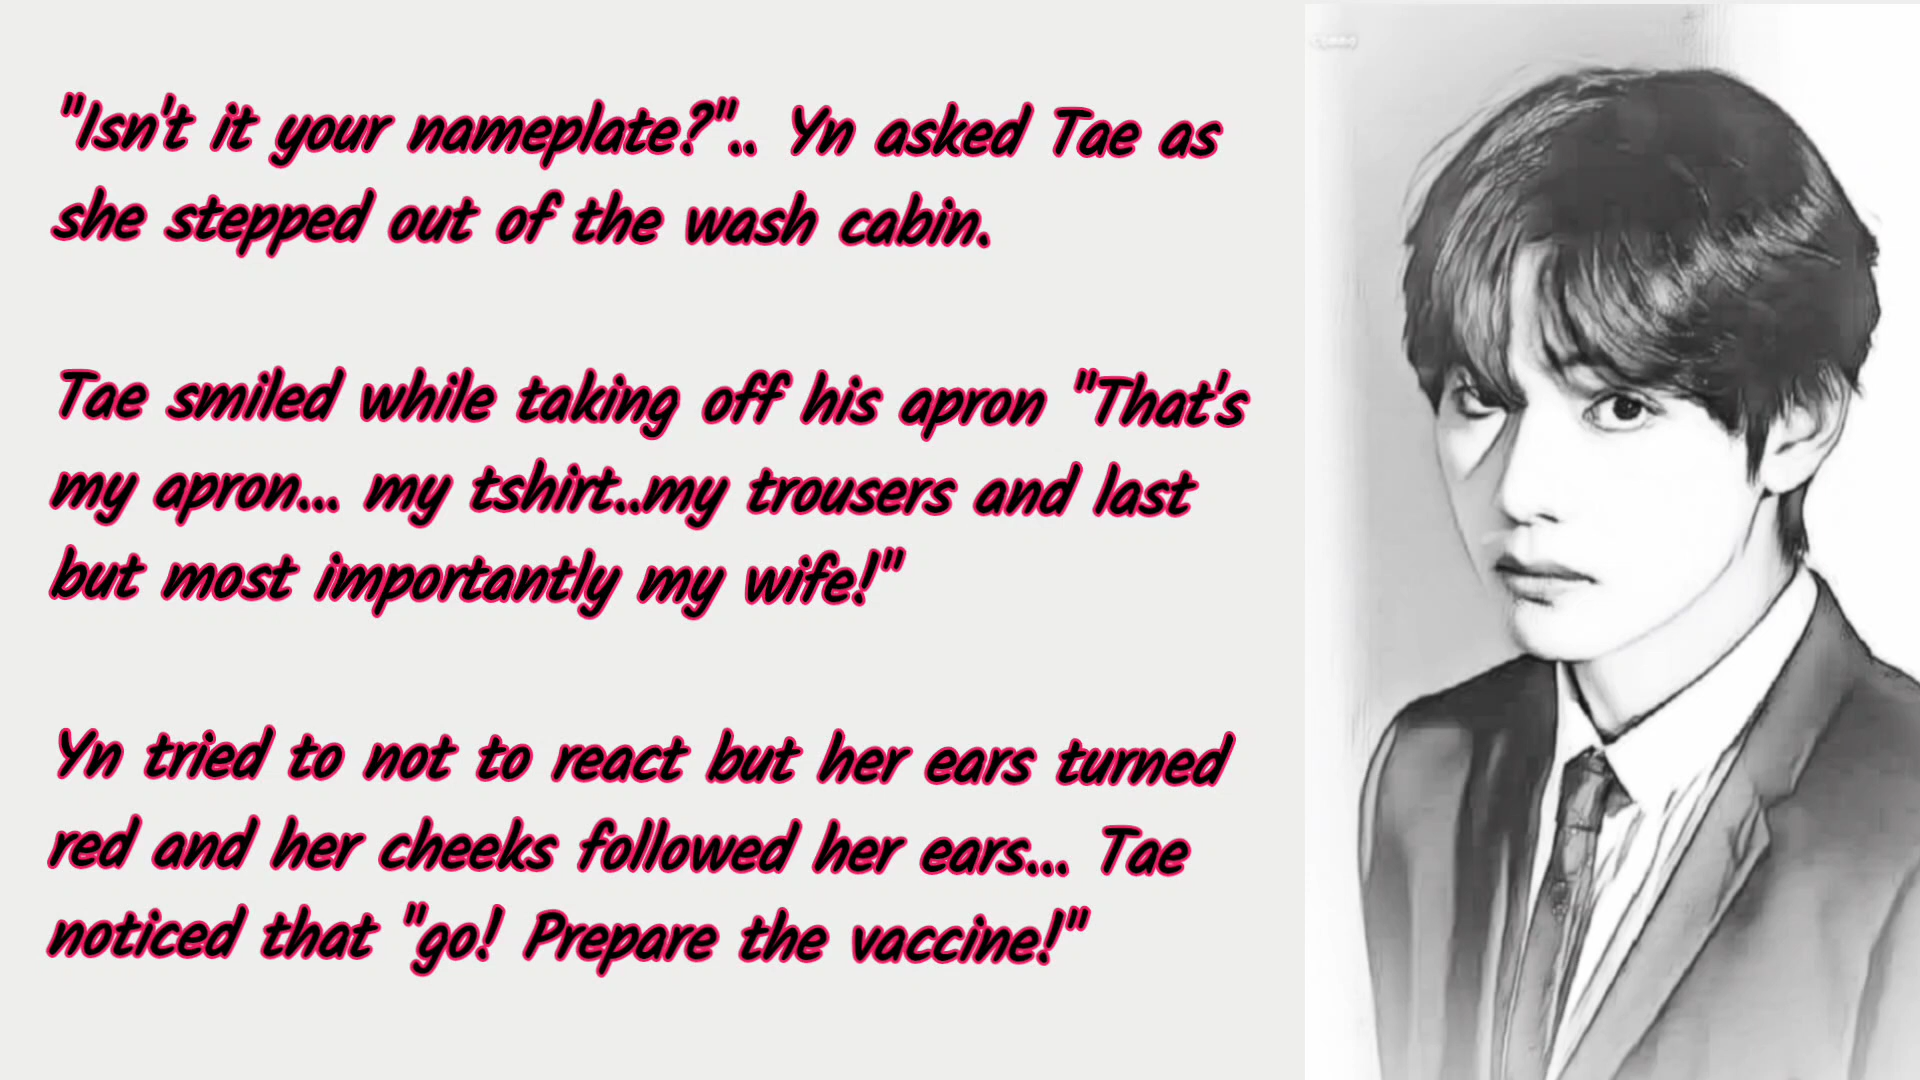 "Isn't it your nameplate?".. Yn asked Tae as
she stepped out of the wash cabin.
Tae smiled while taking off his apron "That's
my apron... my tshirt..my trousers and last
but most importantly my wife!"
Yn tried to not to react but her ears turned
red and her cheeks followed her ears... Tae
noticed that "go! Prepare the vaccine!"